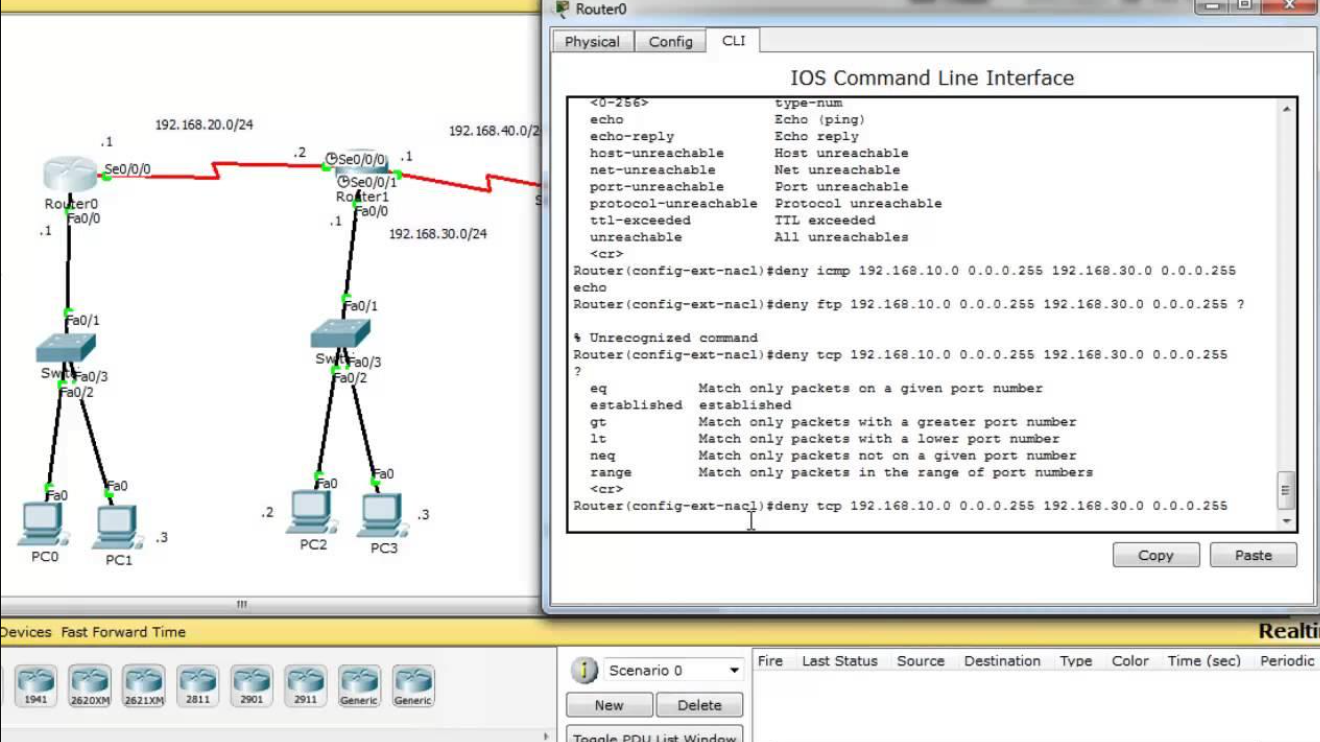 Router0
Physical
Config
CLI
IOS Command Line Interface
<0-256> type-num
echo Echo (ping)
echo-reply Echo reply
host-unreachable Host unreachable
net-unreachable Net unreachable
port-unreachable Port unreachable
protocol-unreachable Protocol unreachable
ttl-exceeded TTL exceeded
unreachable All unreachables
<cr>
Router(config-ext-nacl)#deny icmp 192.168.10.0 0.0.0.255 192.168.30.0 0.0.0.255
echo
Router(config-ext-nacl)#deny ftp 192.168.10.0 0.0.0.255 192.168.30.0 0.0.0.255 ?
% Unrecognized command
Router(config-ext-nacl)#deny tcp 192.168.10.0 0.0.0.255 192.168.30.0 0.0.0.255
?
eq Match only packets on a given port number
established established
gt Match only packets with a greater port number
lt Match only packets with a lower port number
neq Match only packets not on a given port number
range Match only packets in the range of port numbers
<cr>
Router(config-ext-nacl)#deny tcp 192.168.10.0 0.0.0.255 192.168.30.0 0.0.0.255
Copy
Paste
192.168.20.0/24
192.168.40.0/2
.1
Se0/0/0
.2
Se0/0/0
.1
Se0/0/1
Router0
Fa0/0
.1
Router1
Fa0/0
.1
192.168.30.0/24
Fa0/1
Fa0/1
Fa0/3
Fa0/2
Fa0/3
Fa0/2
Fa0
Fa0
Fa0
Fa0
.3
.2
.3
PC0
PC1
PC2
PC3
Devices Fast Forward Time
Realti
1941
2620XM
2621XM
2811
2901
2911
Generic
Generic
Scenario 0
New
Delete
Toggle PDU List Window
Fire Last Status Source Destination Type Color Time (sec) Periodic